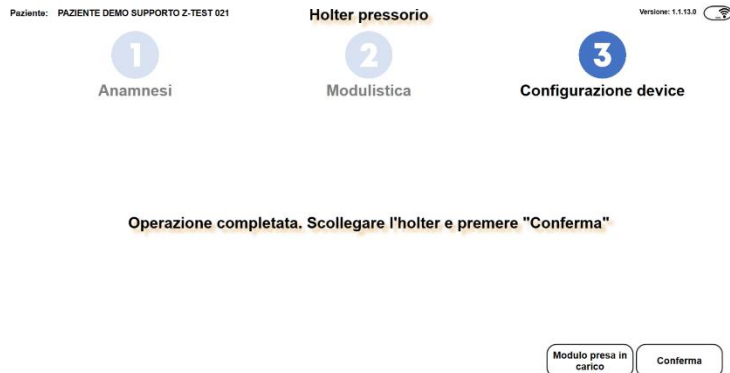 Paziente: PAZIENTE DEMO SUPPORTO Z-TEST 021
Holter pressorio
Versione: 1.1.13.0
1
2
3
Anamnesi
Modulistica
Configurazione device
Operazione completata. Scollegare l'holter e premere "Conferma"
Modulo presa in
carico
Conferma